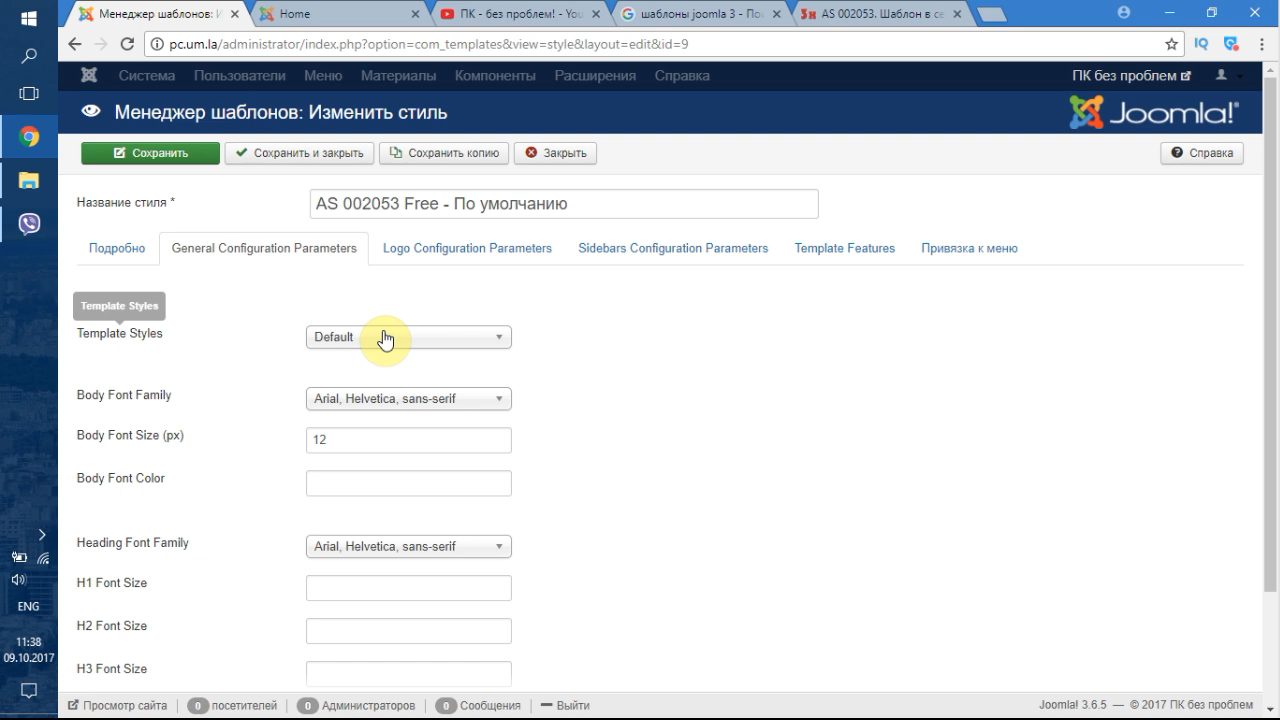 Менеджер шаблонов: И
Home
ПК - без проблем! - You
шаблоны joomla 3 - По
AS 002053. Шаблон в се
pc.um.la/administrator/index.php?option=com_templates&view=style&layout=edit&id=9
IQ
Система Пользователи Меню Материалы Компоненты Расширения Справка
ПК без проблем
Менеджер шаблонов: Изменить стиль
Joomla!
Сохранить
Сохранить и закрыть
Сохранить копию
Закрыть
Справка
Название стиля *
AS 002053 Free - По умолчанию
Подробно
General Configuration Parameters
Logo Configuration Parameters
Sidebars Configuration Parameters
Template Features
Привязка к меню
Template Styles
Template Styles
Default
Body Font Family
Arial, Helvetica, sans-serif
Body Font Size (px)
12
Body Font Color
Heading Font Family
Arial, Helvetica, sans-serif
H1 Font Size
H2 Font Size
H3 Font Size
ENG
11:38
09.10.2017
Просмотр сайта
0 посетителей
0 Администраторов
0 Сообщения
Выйти
Joomla! 3.6.5 — © 2017 ПК без проблем